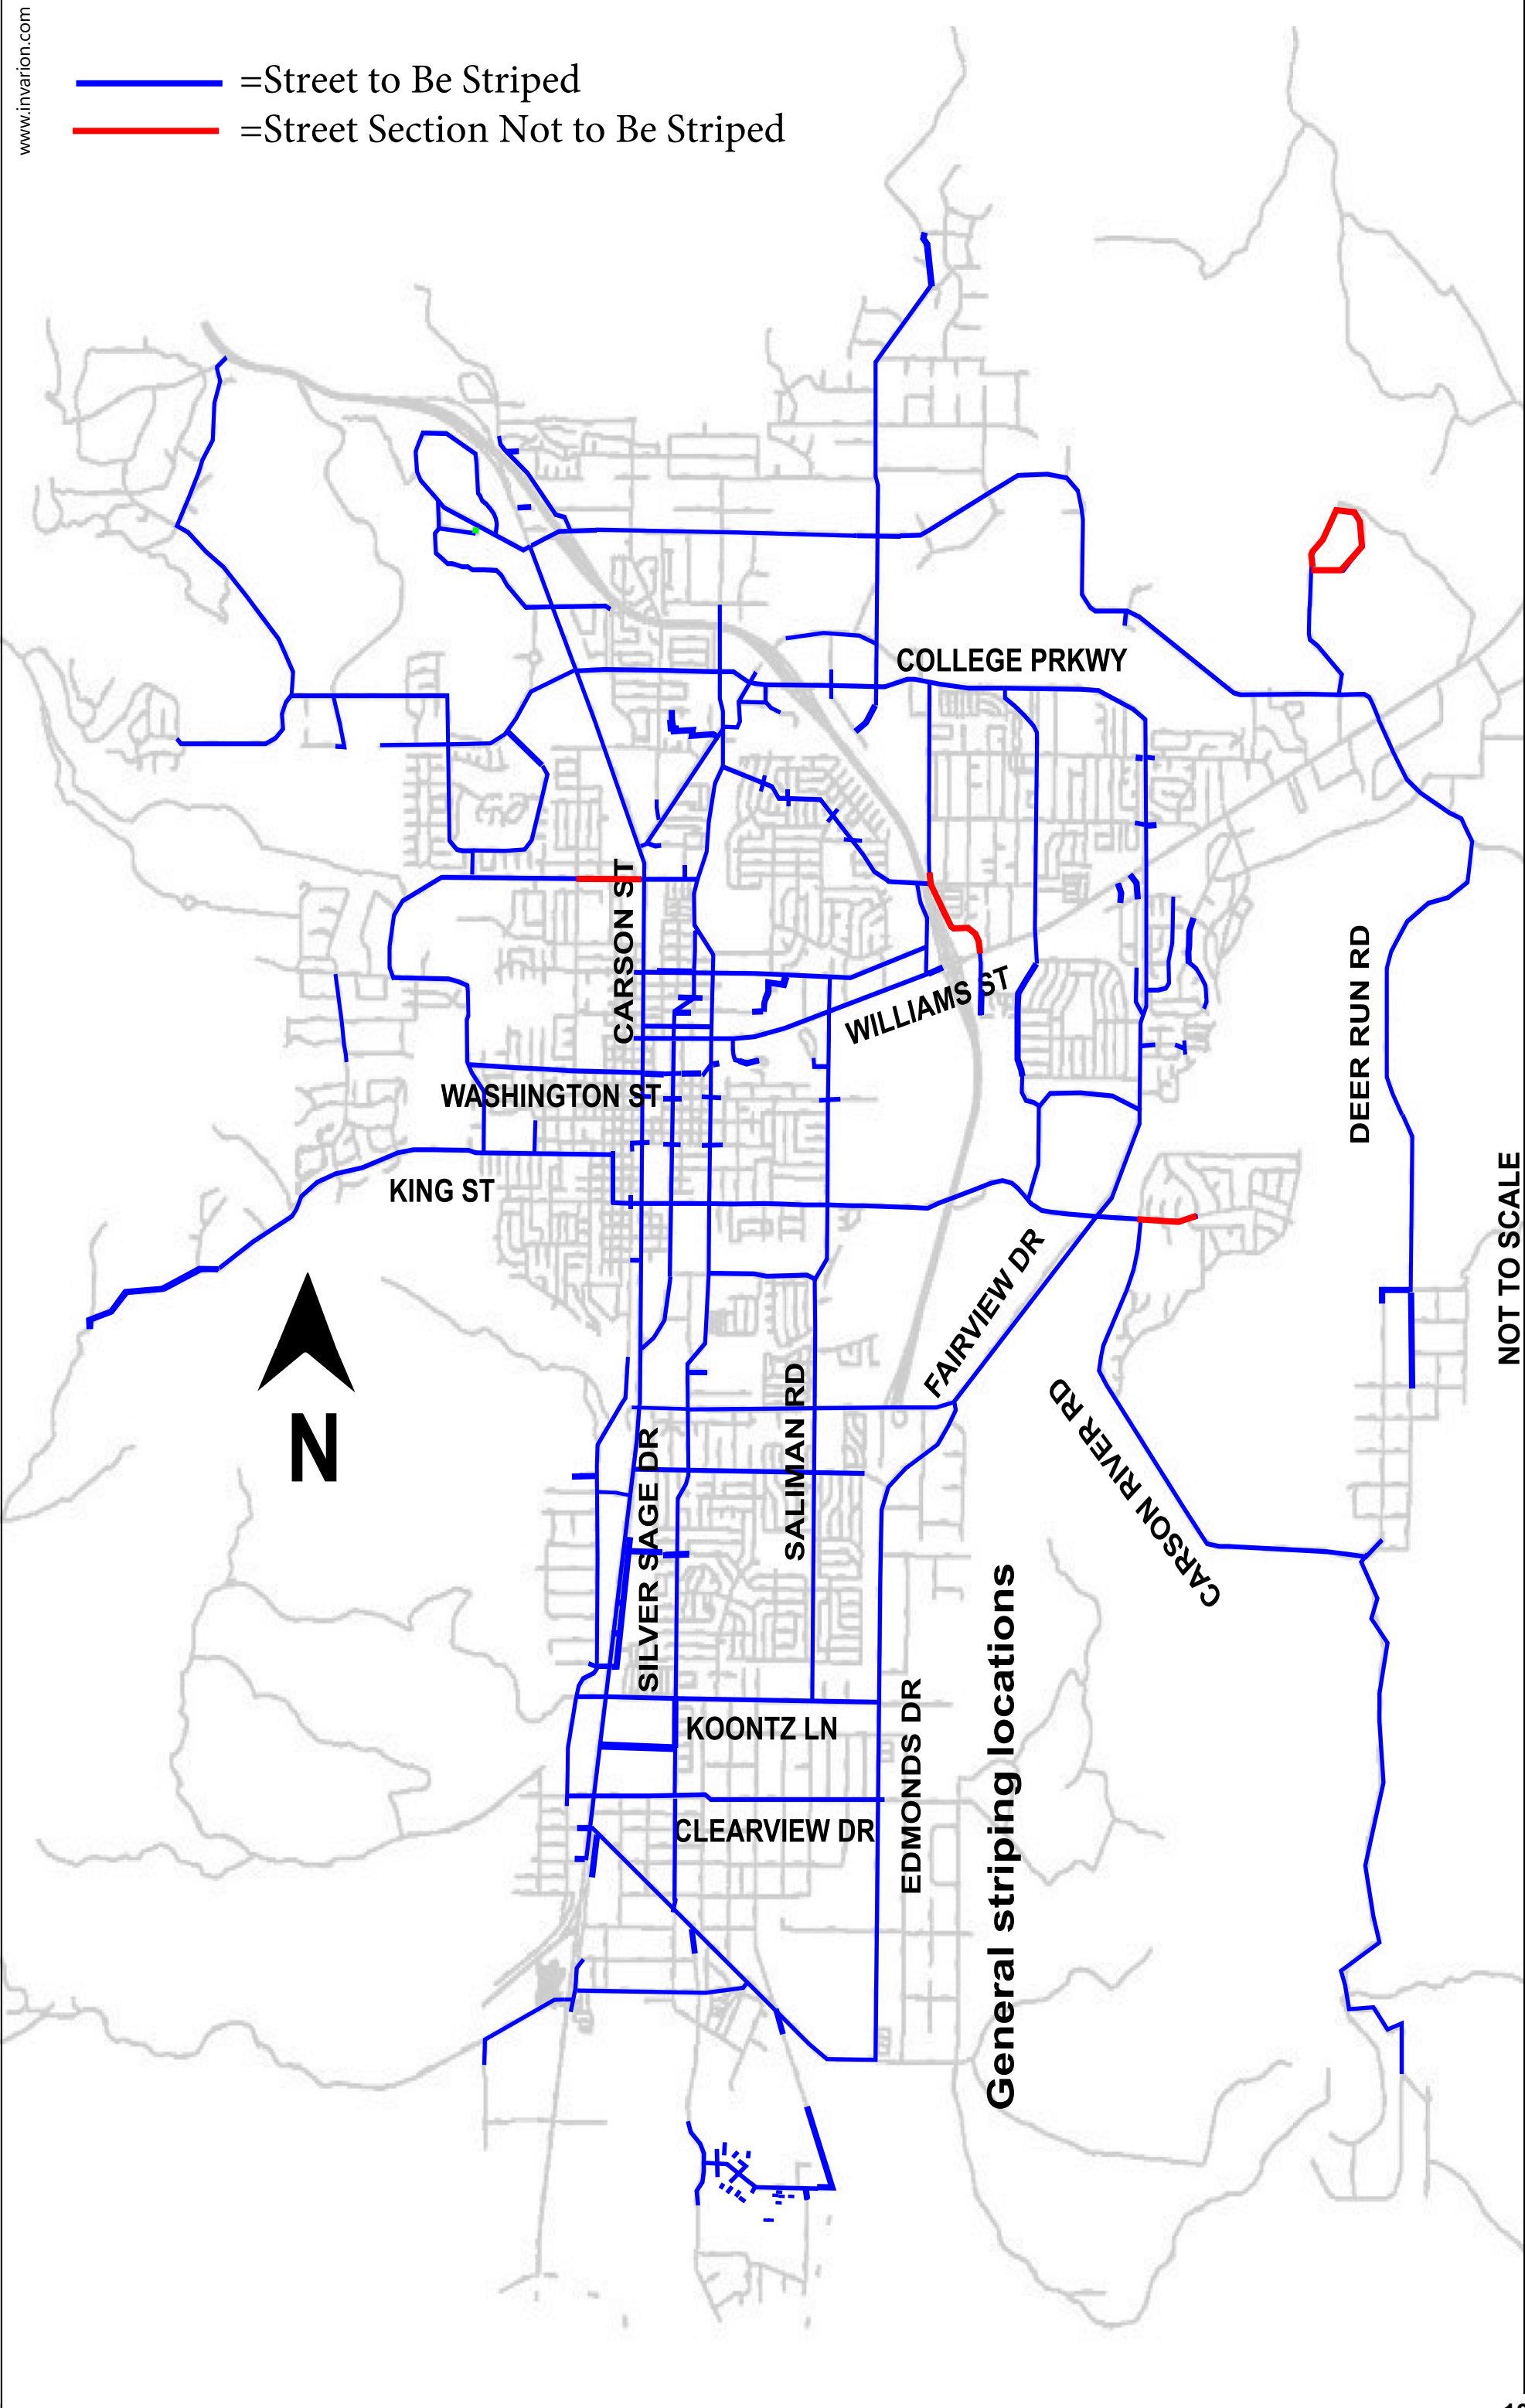 www.invarion.com
=Street to Be Striped
=Street Section Not to Be Striped
COLLEGE PRKWY
CARSON ST
WILLIAMS ST
DEER RUN RD
WASHINGTON ST
KING ST
NOT TO SCALE
FAIRVIEW DR
N
SALIMAN RD
CARSON RIVER RD
SILVER SAGE DR
General striping locations
KOONTZ LN
EDMONDS DR
CLEARVIEW DR